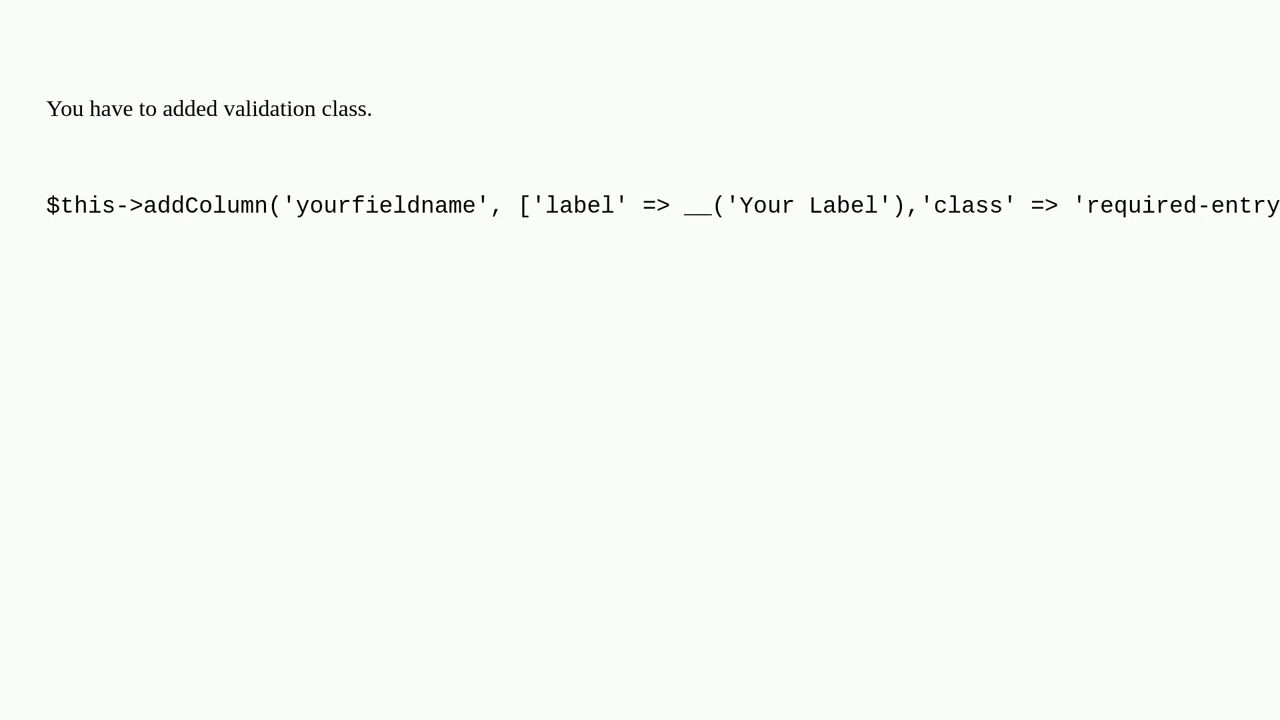 You have to added validation class.
$this->addColumn('yourfieldname', ['label' => __('Your Label'),'class' => 'required-entry